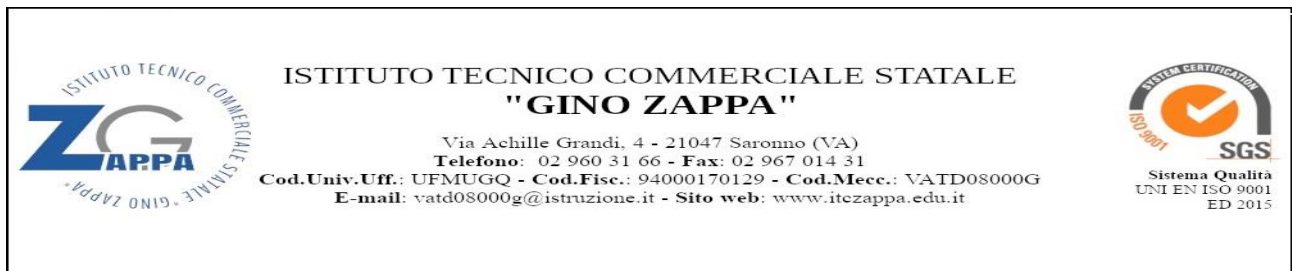 ISTITUTO TECNICO COMMERCIALE STATALE "GINO ZAPPA"
ZG
APPA
ISTITUTO TECNICO COMMERCIALE STATALE
"GINO ZAPPA"
Via Achille Grandi, 4 - 21047 Saronno (VA)
Telefono: 02 960 31 66 - Fax: 02 967 014 31
Cod.Univ.Uff.: UFMUGQ - Cod.Fisc.: 94000170129 - Cod.Mecc.: VATD08000G
E-mail: vatd08000g@istruzione.it - Sito web: www.itczappa.edu.it
SYSTEM CERTIFICATION
ISO 9001
SGS
Sistema Qualità
UNI EN ISO 9001
ED 2015